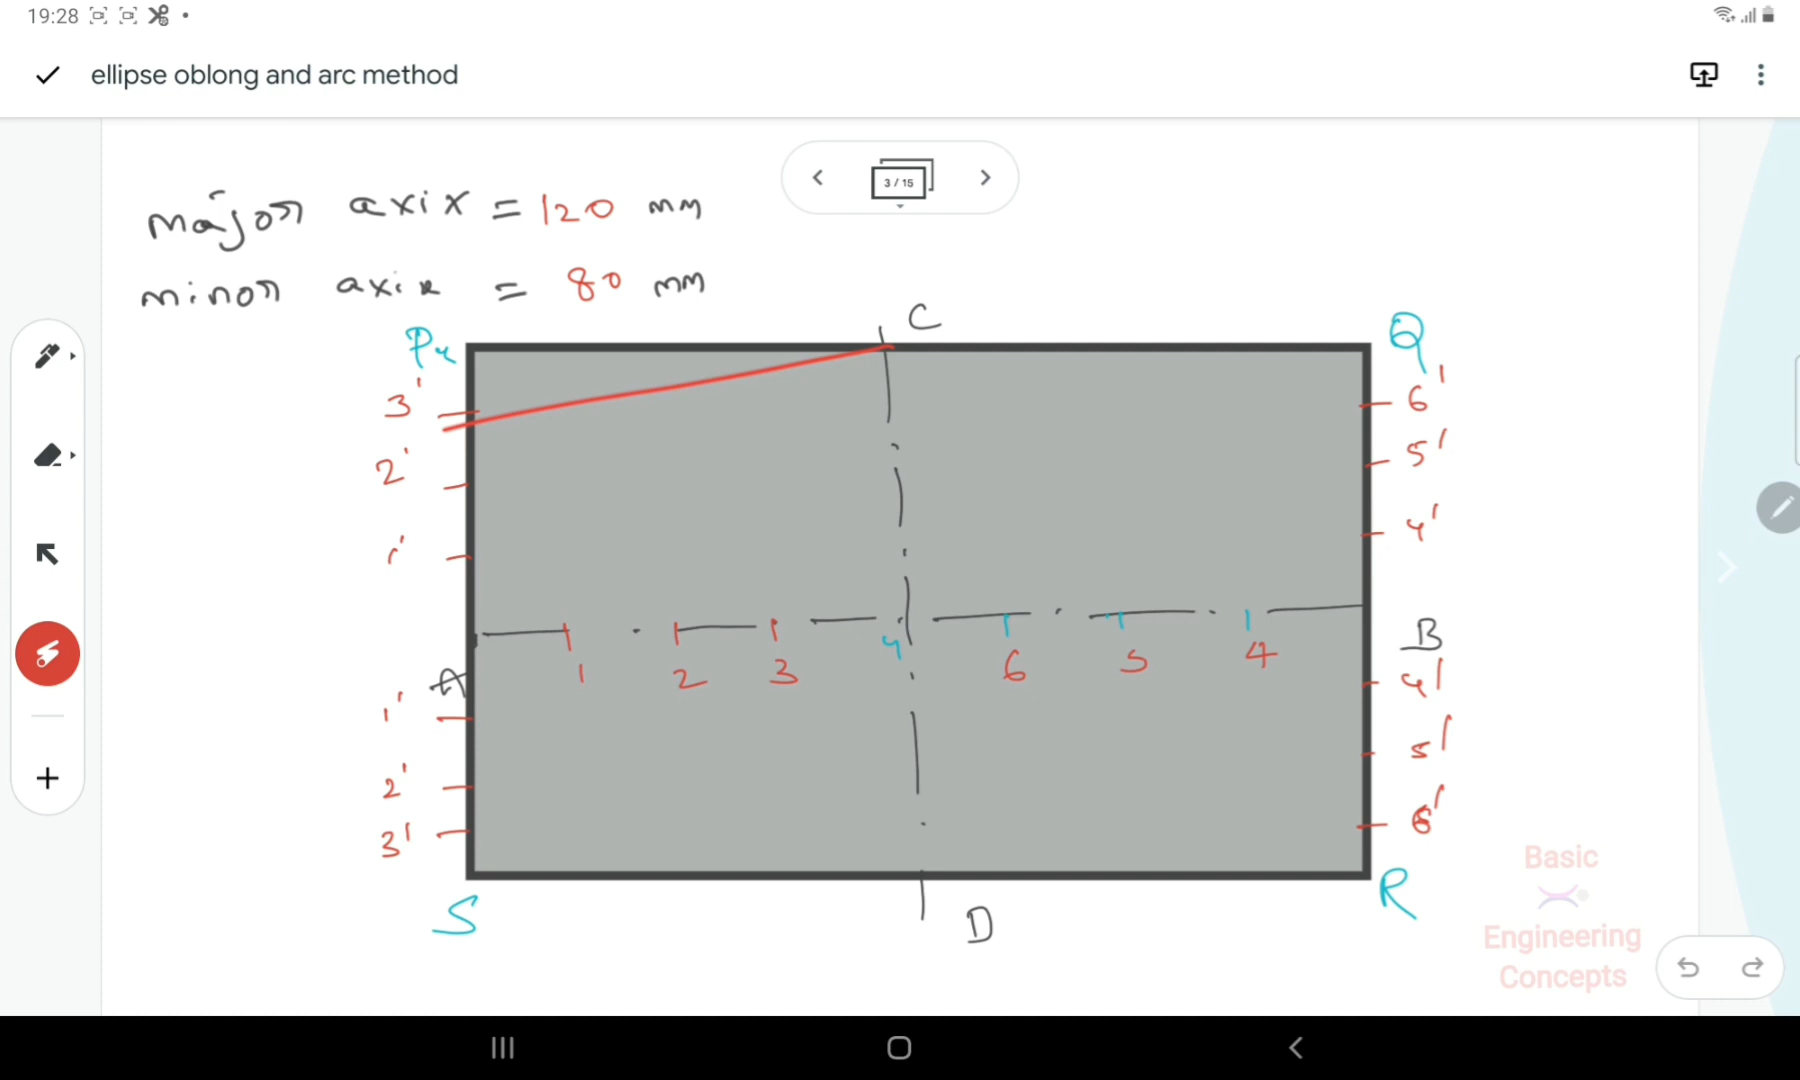 19:28
ellipse oblong and arc method
3 / 15
major axix = 120 mm
minor axix = 80 mm
C
P4
Q
3'
6'
2'
5'
1'
4'
4
B
1
2
3
6
5
4
A
4'
1'
5'
2'
6'
3'
Basic
S
R
D
Engineering
Concepts